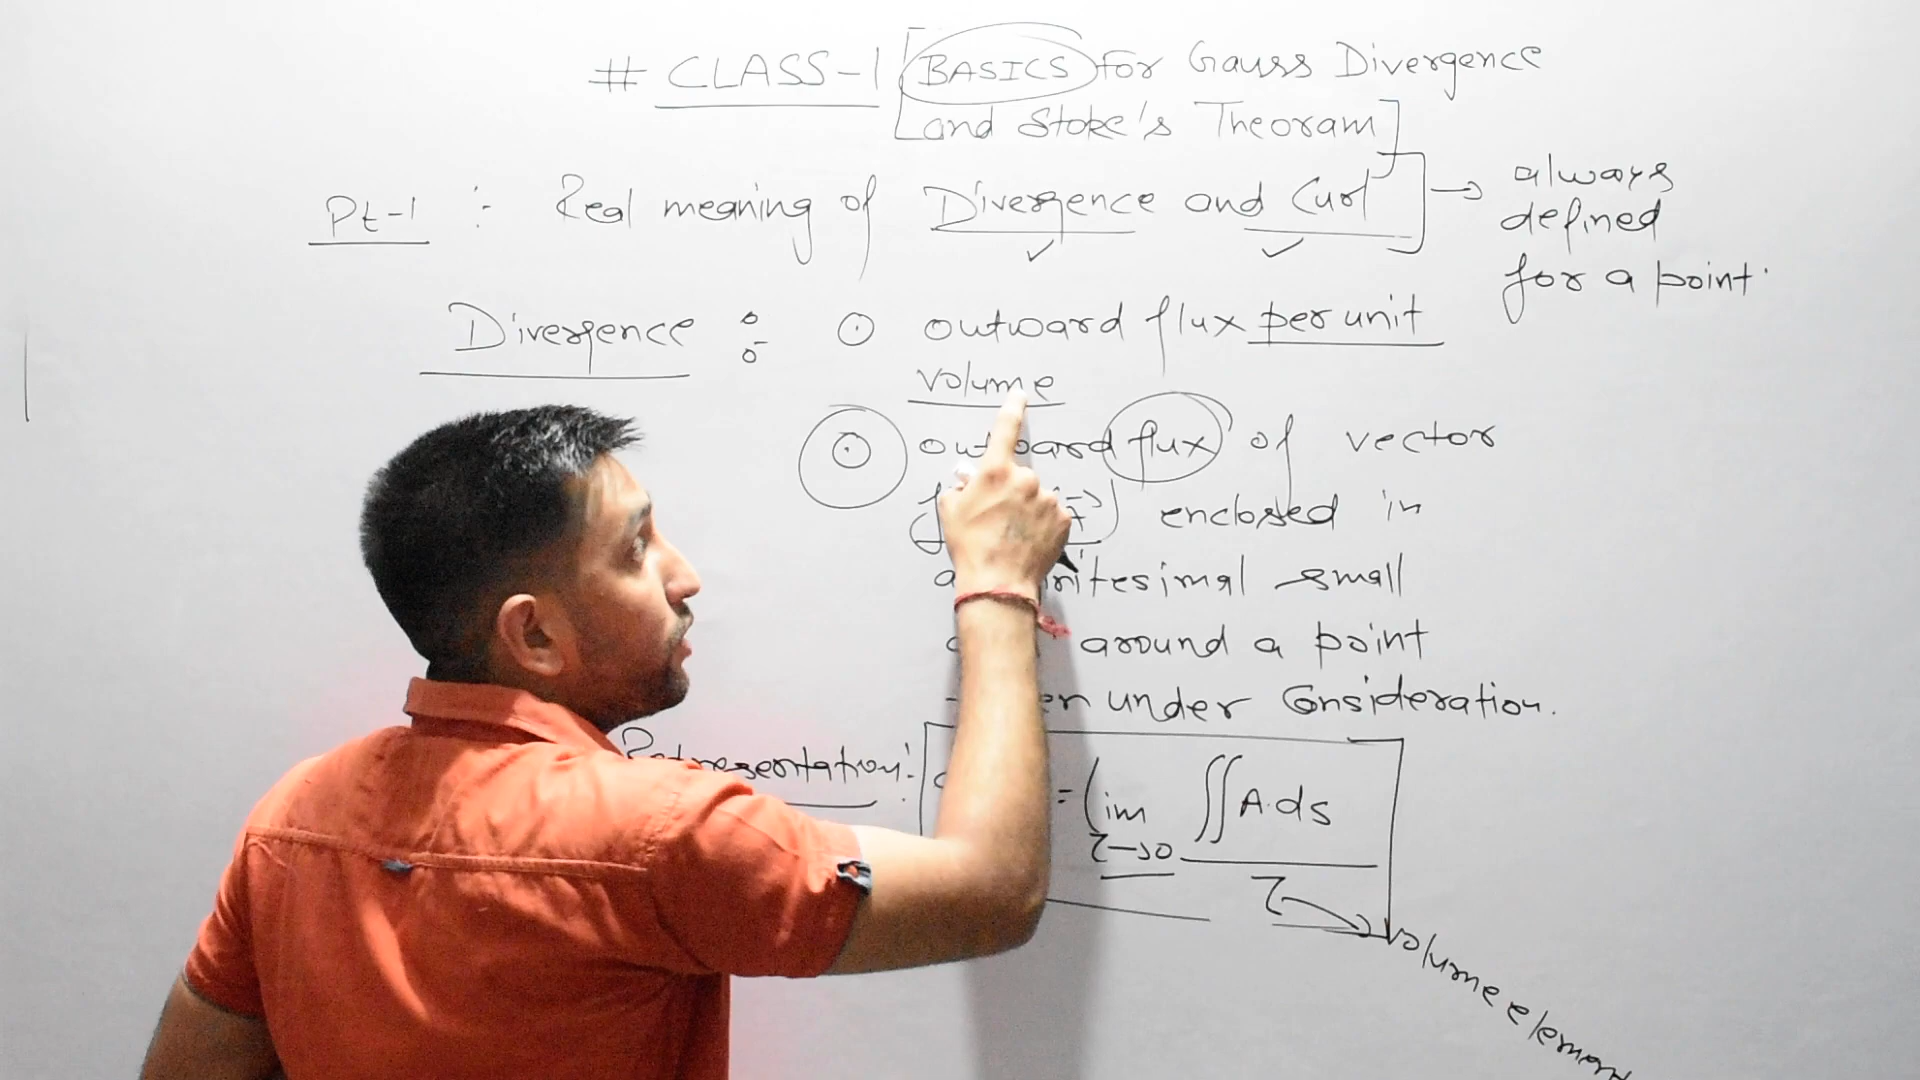 # CLASS-1 [BASICS for Gauss Divergence
and Stoke's Theoram]
Pt-1 : Real meaning of Divergence and Curl → always
defined
for a point.
Divergence : ⊙ outward flux per unit
volume
⊙ outward flux of vector
enclosed in
small
around a point
under Consideration.
Representation :
= lim ∬ A.ds
τ→0
τ → volume element